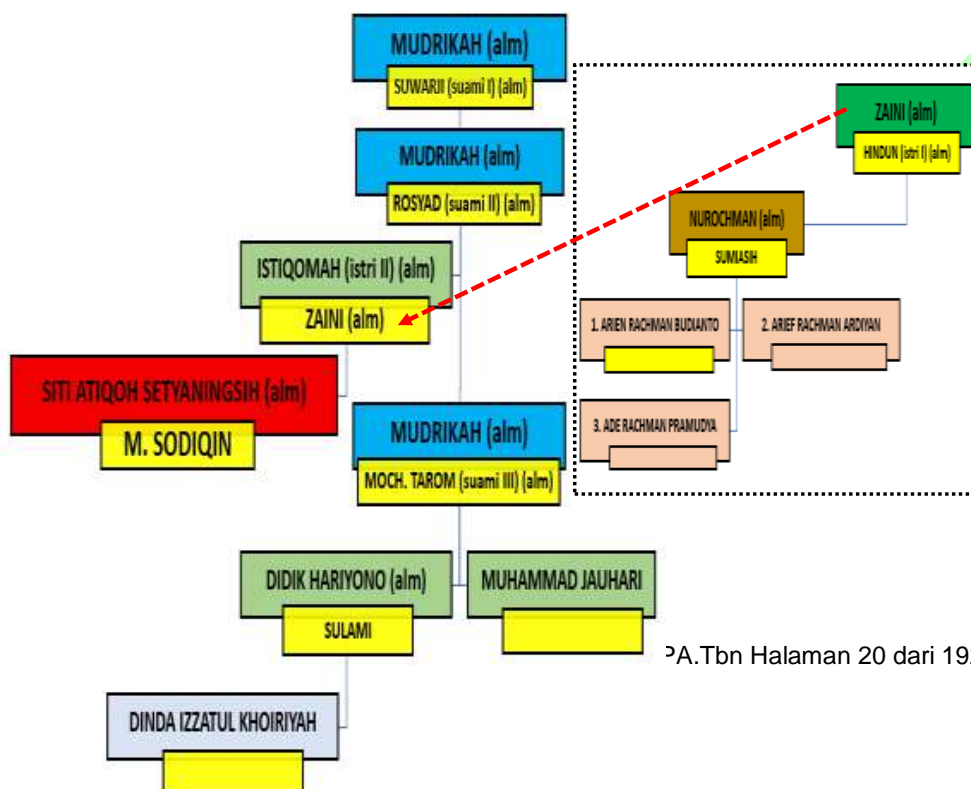 MUDRIKAH (alm)
SUWARJI (suami I) (alm)
MUDRIKAH (alm)
ROSYAD (suami II) (alm)
ISTIQOMAH (istri II) (alm)
ZAINI (alm)
SITI ATIQOH SETYANINGSIH (alm)
M. SODIQIN
MUDRIKAH (alm)
MOCH. TAROM (suami III) (alm)
DIDIK HARIYONO (alm)
SULAMI
MUHAMMAD JAUHARI
DINDA IZZATUL KHOIRIYAH
ZAINI (alm)
HINDUN (istri I) (alm)
NUROCHMAN (alm)
SUMIASIH
1. ARIEN RACHMAN BUDIANTO
2. ARIEF RACHMAN ARDIYAN
3. ADE RACHMAN PRAMUDYA
PA.Tbn Halaman 20 dari 19